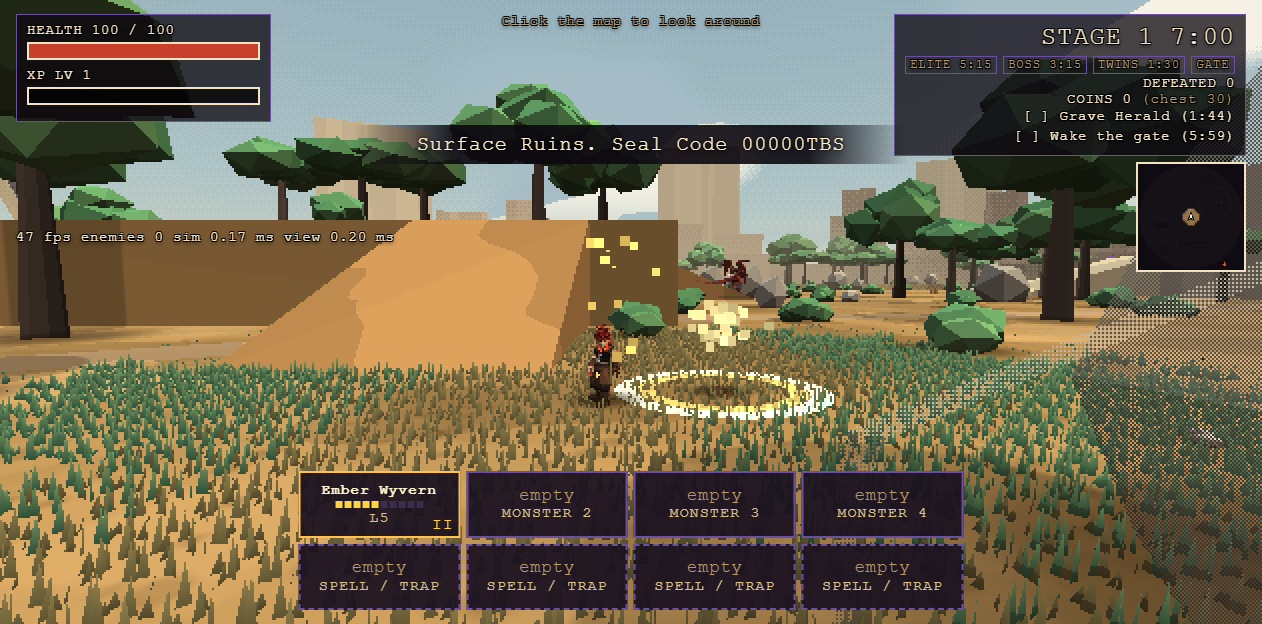 HEALTH 100 / 100
XP LV 1
Click the map to look around
STAGE 1 7:00
ELITE 5:15 BOSS 3:15 TWINS 1:30 GATE
DEFEATED 0
COINS 0 (chest 30)
[ ] Grave Herald (1:44)
[ ] Wake the gate (5:59)
Surface Ruins. Seal Code 00000TBS
47 fps enemies 0 sim 0.17 ms view 0.20 ms
Ember Wyvern
L5
II
empty
MONSTER 2
empty
MONSTER 3
empty
MONSTER 4
empty
SPELL / TRAP
empty
SPELL / TRAP
empty
SPELL / TRAP
empty
SPELL / TRAP